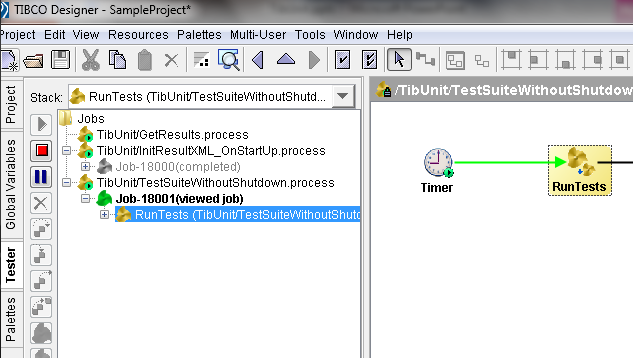 TIBCO Designer - SampleProject*
Project Edit View Resources Palettes Multi-User Tools Window Help
Stack: RunTests (TibUnit/TestSuiteWithoutShutd...
/TibUnit/TestSuiteWithoutShutdow
Project
Global Variables
Tester
Palettes
Jobs
TibUnit/GetResults.process
TibUnit/InitResultXML_OnStartUp.process
Job-18000(completed)
TibUnit/TestSuiteWithoutShutdown.process
Job-18001(viewed job)
RunTests (TibUnit/TestSuiteWithoutShutdo
Timer
RunTests